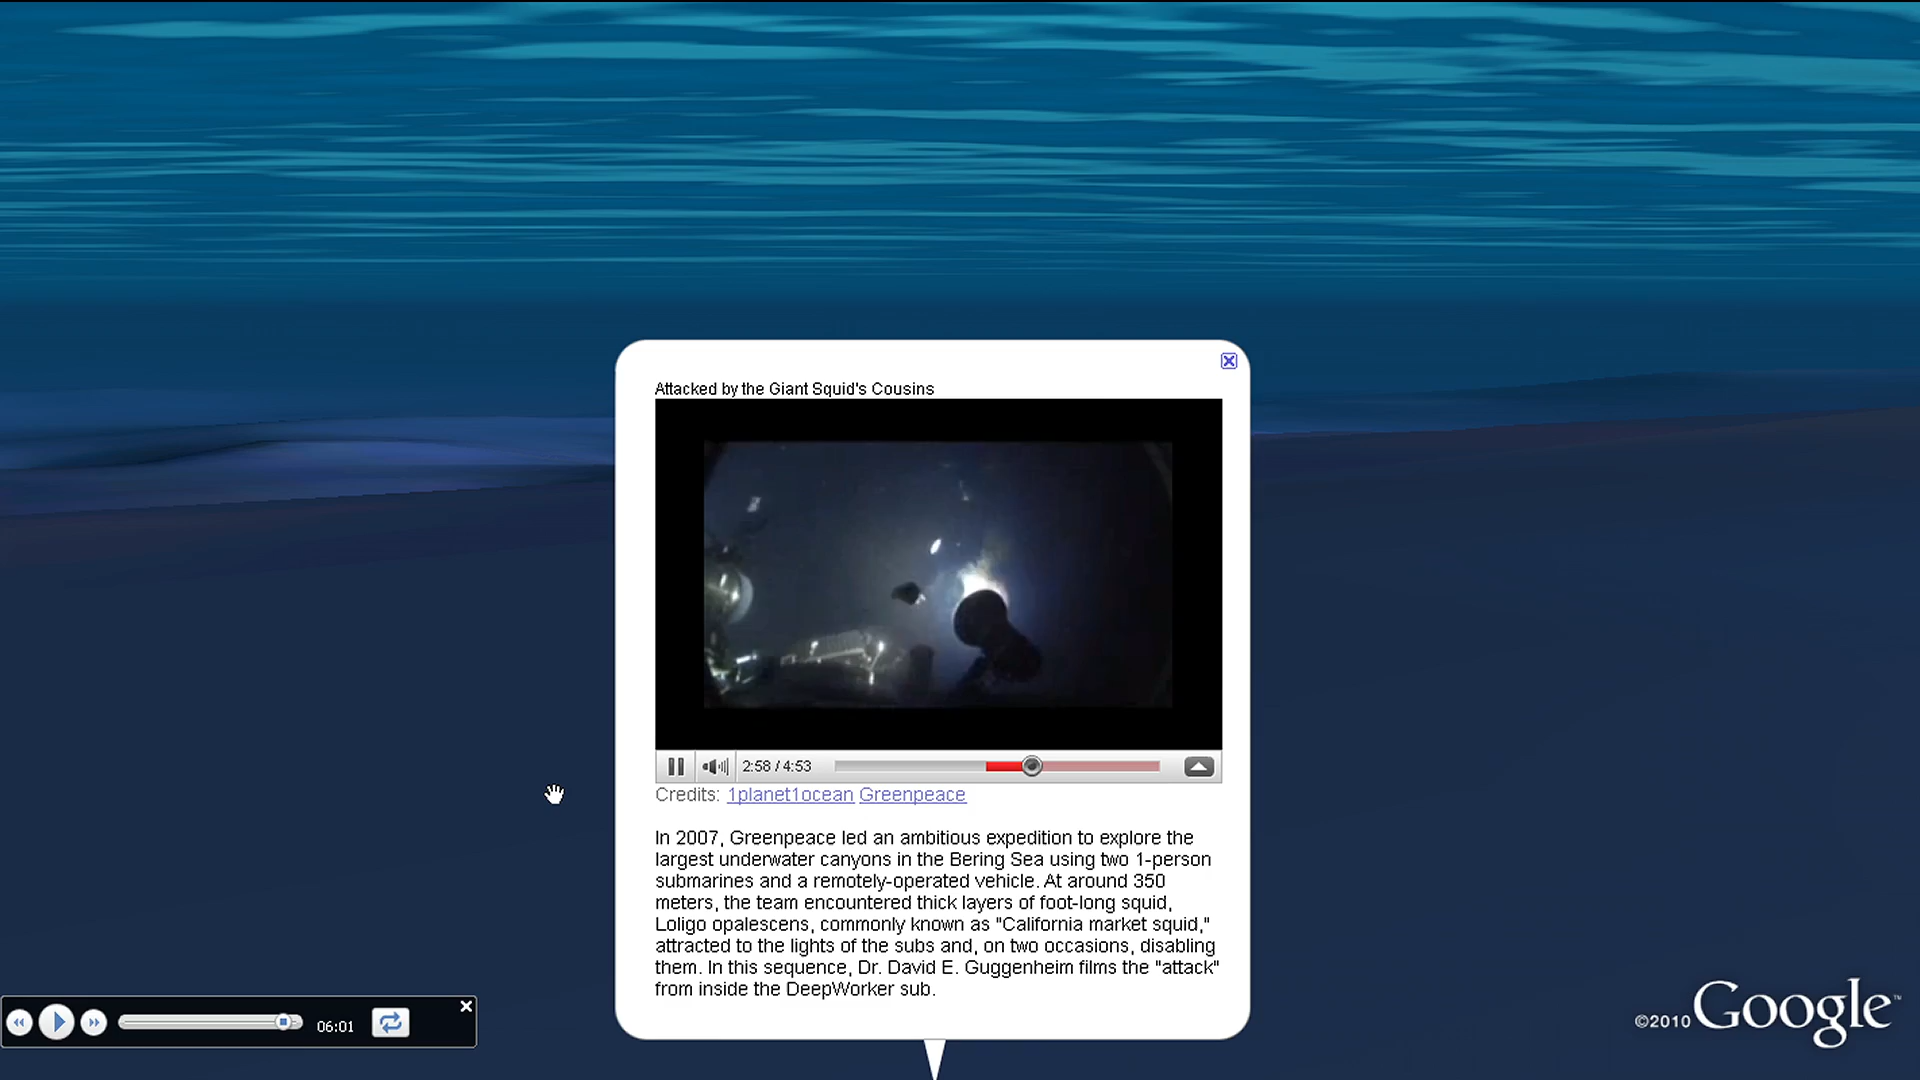 Attacked by the Giant Squid's Cousins
2:58 / 4:53
Credits: 1planet1ocean Greenpeace
In 2007, Greenpeace led an ambitious expedition to explore the
largest underwater canyons in the Bering Sea using two 1-person
submarines and a remotely-operated vehicle. At around 350
meters, the team encountered thick layers of foot-long squid,
Loligo opalescens, commonly known as "California market squid,"
attracted to the lights of the subs and, on two occasions, disabling
them. In this sequence, Dr. David E. Guggenheim films the "attack"
from inside the DeepWorker sub.
06:01
©2010 Google™